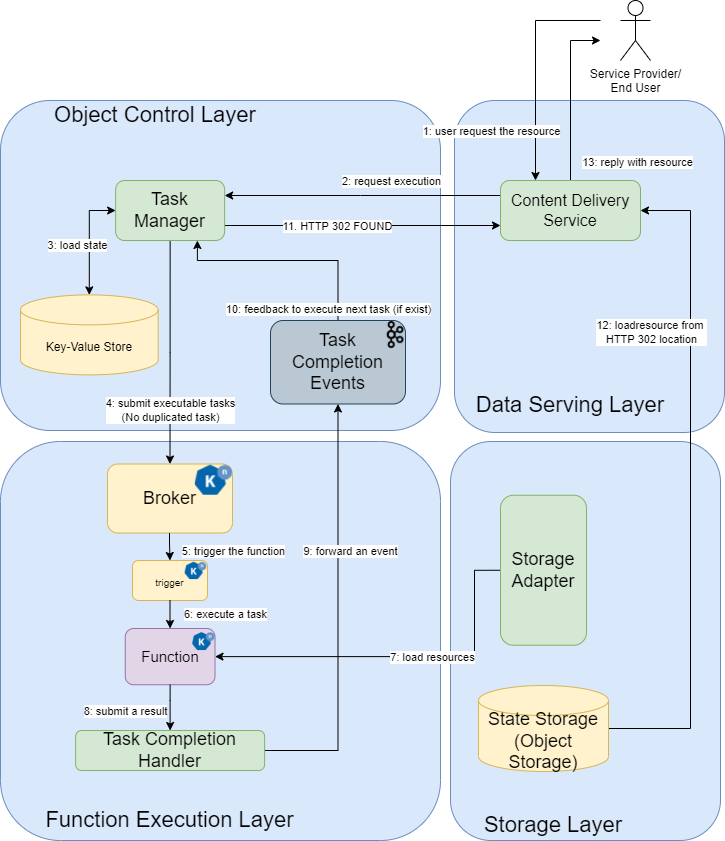 Service Provider/
End User
Object Control Layer
1: user request the resource
13: reply with resource
2: request execution
Task
Manager
Content Delivery
Service
11. HTTP 302 FOUND
3: load state
10: feedback to execute next task (if exist)
Key-Value Store
Task
Completion
Events
12: loadresource from
HTTP 302 location
4: submit executable tasks
(No duplicated task)
Data Serving Layer
Broker
K
n
5: trigger the function
9: forward an event
trigger
K
n
Storage
Adapter
6: execute a task
Function
K
n
7: load resources
8: submit a result
State Storage
(Object
Storage)
Task Completion
Handler
Function Execution Layer
Storage Layer